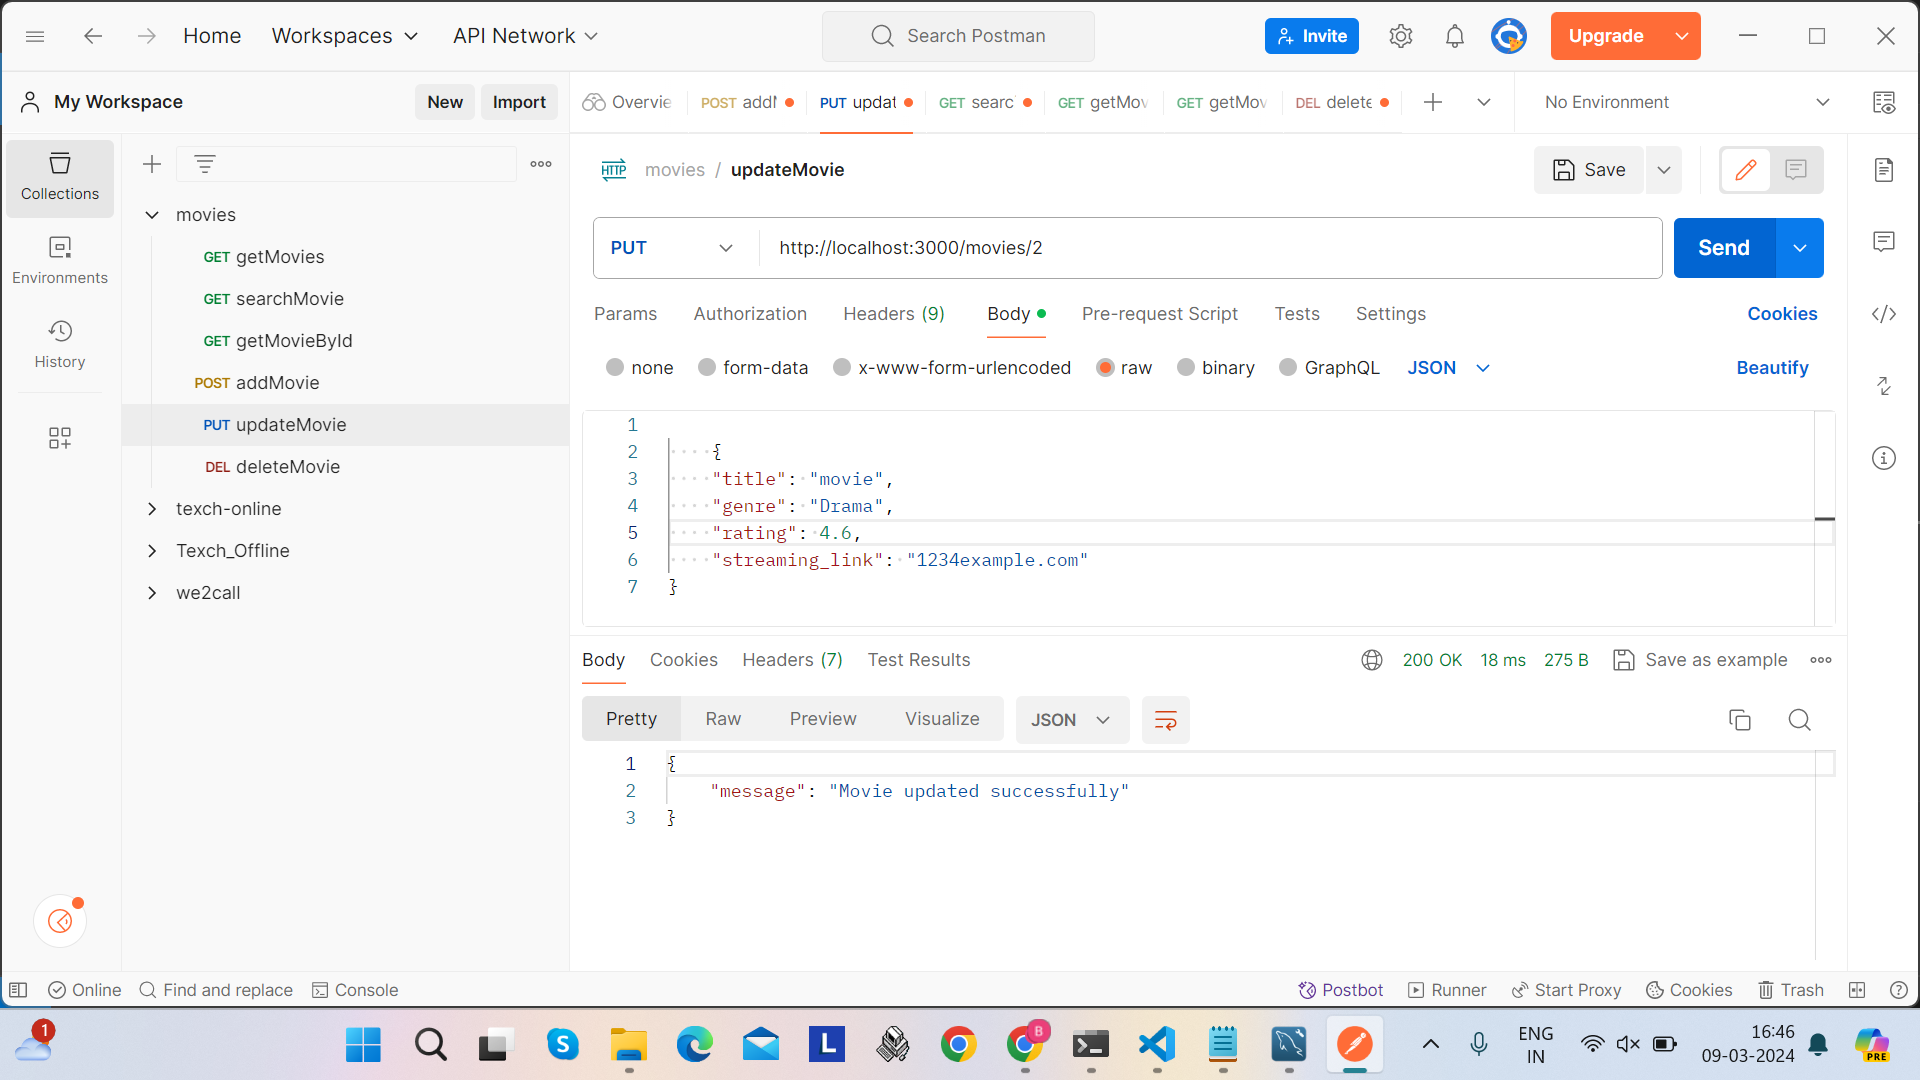 Home
Workspaces
API Network
Search Postman
Invite
Upgrade
My Workspace
New
Import
Overvie
POST addM
PUT updat
GET searc
GET getMov
GET getMov
DEL delete
No Environment
Collections
Environments
History
movies
GET getMovies
GET searchMovie
GET getMovieById
POST addMovie
PUT updateMovie
DEL deleteMovie
texch-online
Texch_Offline
we2call
HTTP movies / updateMovie
Save
PUT
http://localhost:3000/movies/2
Send
Params
Authorization
Headers (9)
Body
Pre-request Script
Tests
Settings
Cookies
none
form-data
x-www-form-urlencoded
raw
binary
GraphQL
JSON
Beautify
1
2 {
3 "title": "movie",
4 "genre": "Drama",
5 "rating": 4.6,
6 "streaming_link": "1234example.com"
7 }
Body
Cookies
Headers (7)
Test Results
200 OK
18 ms
275 B
Save as example
Pretty
Raw
Preview
Visualize
JSON
1 {
2 "message": "Movie updated successfully"
3 }
Online
Find and replace
Console
Postbot
Runner
Start Proxy
Cookies
Trash
1
S
L
B
ENG
IN
16:46
09-03-2024
PRE